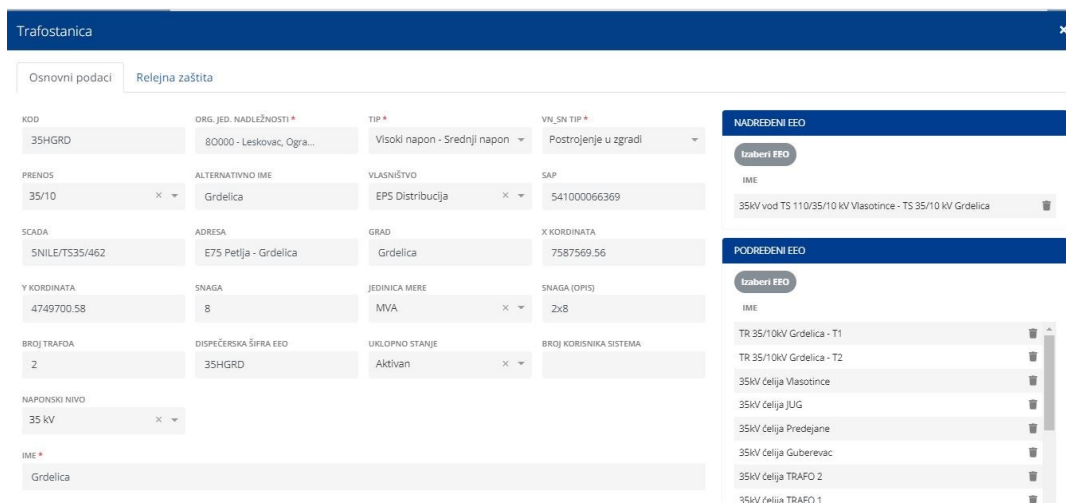 Trafostanica
Osnovni podaci Relejna zaštita
KOD ORG. JED. NADLEŽNOSTI * TIP * VN_SN TIP *
35HGRD 80000 - Leskovac, Ogra... Visoki napon - Srednji napon Postrojenje u zgradi
PRENOS ALTERNATIVNO IME VLASNIŠTVO SAP
35/10 Grdelica EPS Distribucija 541000066369
SCADA ADRESA GRAD X KORDINATA
5NILE/TS35/462 E75 Petlja - Grdelica Grdelica 7587569.56
Y KORDINATA SNAGA JEDINICA MERE SNAGA (OPIS)
4749700.58 8 MVA 2x8
BROJ TRAFOA DISPEČERSKA ŠIFRA EEO UKLOPNO STANJE BROJ KORISNIKA SISTEMA
2 35HGRD Aktivan
NAPONSKI NIVO
35 kV
IME *
Grdelica
NADREĐENI EEO
Izaberi EEO
IME
35kV vod TS 110/35/10 kV Vlasotince - TS 35/10 kV Grdelica
PODREĐENI EEO
Izaberi EEO
IME
TR 35/10kV Grdelica - T1
TR 35/10kV Grdelica - T2
35kV ćelija Vlasotince
35kV ćelija JUG
35kV ćelija Predejane
35kV ćelija Guberevac
35kV ćelija TRAFO 2
35kV ćelija TRAFO 1